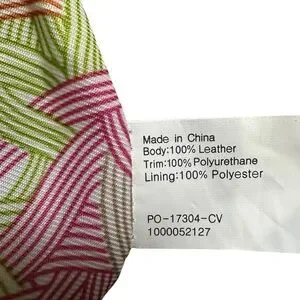 Made in China
Body:100% Leather
Trim:100% Polyurethane
Lining:100% Polyester
PO-17304-CV
1000052127